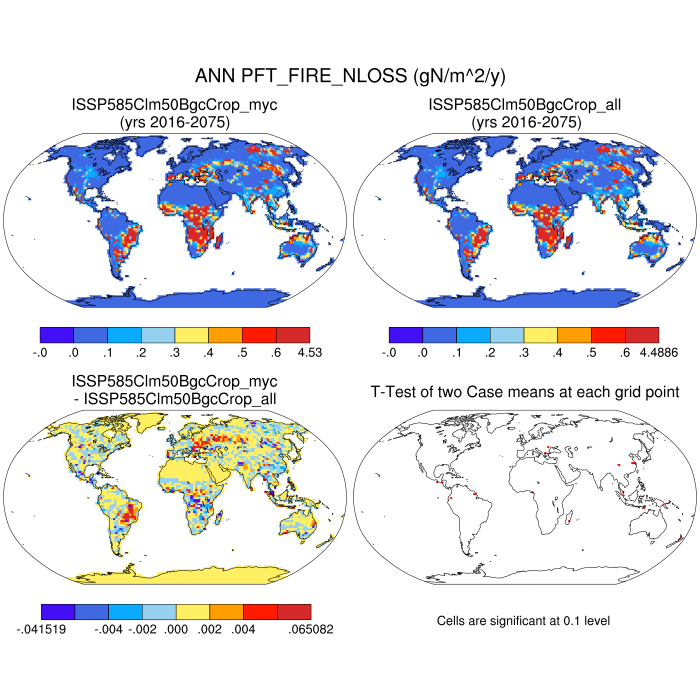 ANN PFT_FIRE_NLOSS (gN/m^2/y)
ISSP585Clm50BgcCrop_myc
(yrs 2016-2075)
ISSP585Clm50BgcCrop_all
(yrs 2016-2075)
-.0 .0 .1 .2 .3 .4 .5 .6 4.53
-.0 .0 .1 .2 .3 .4 .5 .6 4.4886
ISSP585Clm50BgcCrop_myc
- ISSP585Clm50BgcCrop_all
T-Test of two Case means at each grid point
-.041519 -.004 -.002 .000 .002 .004 .065082
Cells are significant at 0.1 level